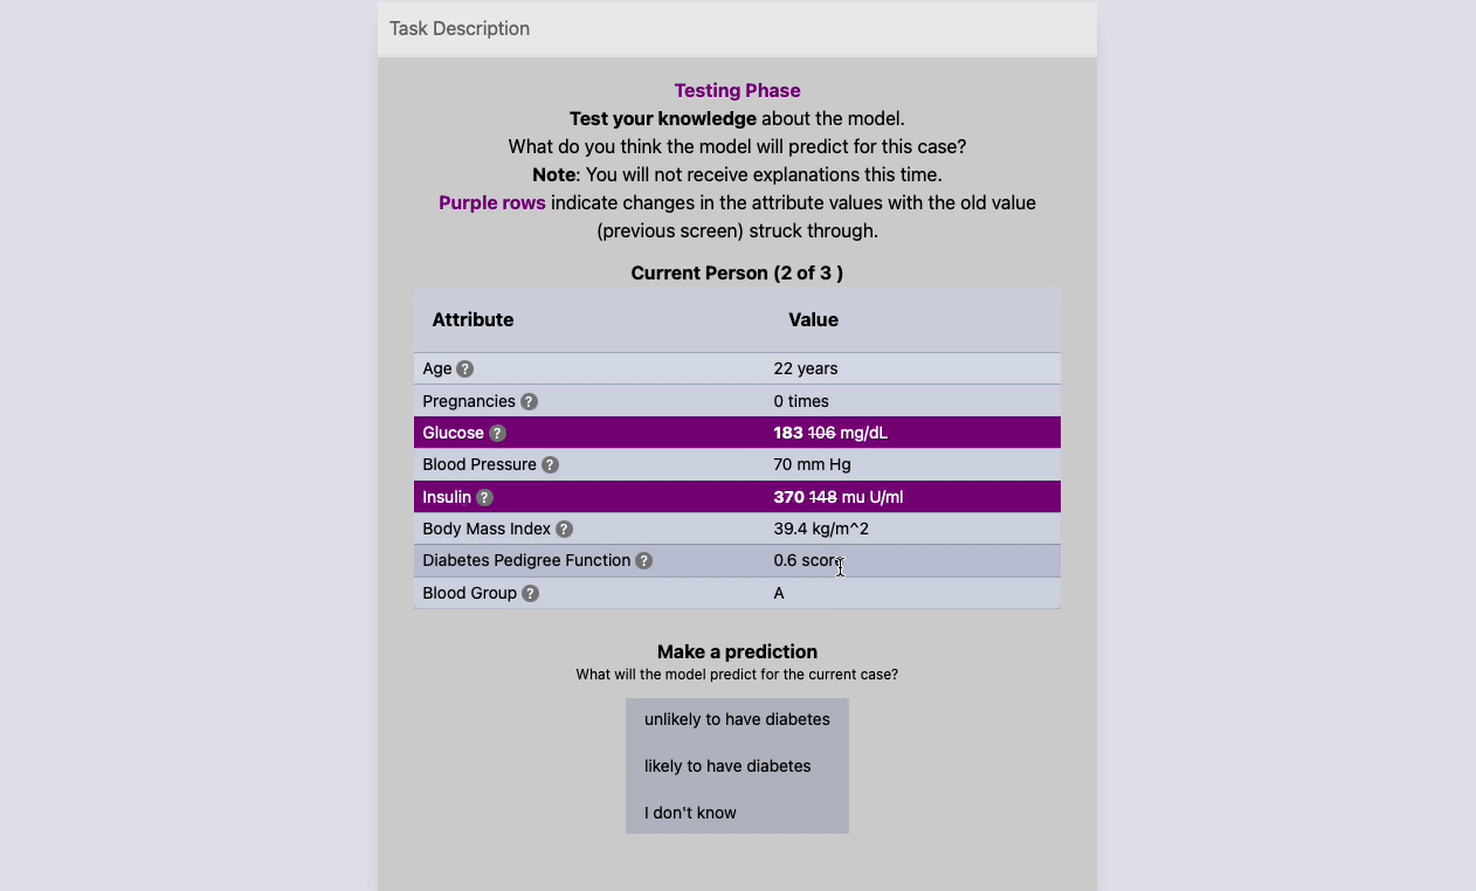 Task Description
Testing Phase
Test your knowledge about the model.
What do you think the model will predict for this case?
Note: You will not receive explanations this time.
Purple rows indicate changes in the attribute values with the old value
(previous screen) struck through.
Current Person (2 of 3 )
Attribute Value
Age ? 22 years
Pregnancies ? 0 times
Glucose ? 183 106 mg/dL
Blood Pressure ? 70 mm Hg
Insulin ? 370 148 mu U/ml
Body Mass Index ? 39.4 kg/m^2
Diabetes Pedigree Function ? 0.6 score
Blood Group ? A
Make a prediction
What will the model predict for the current case?
unlikely to have diabetes
likely to have diabetes
I don't know